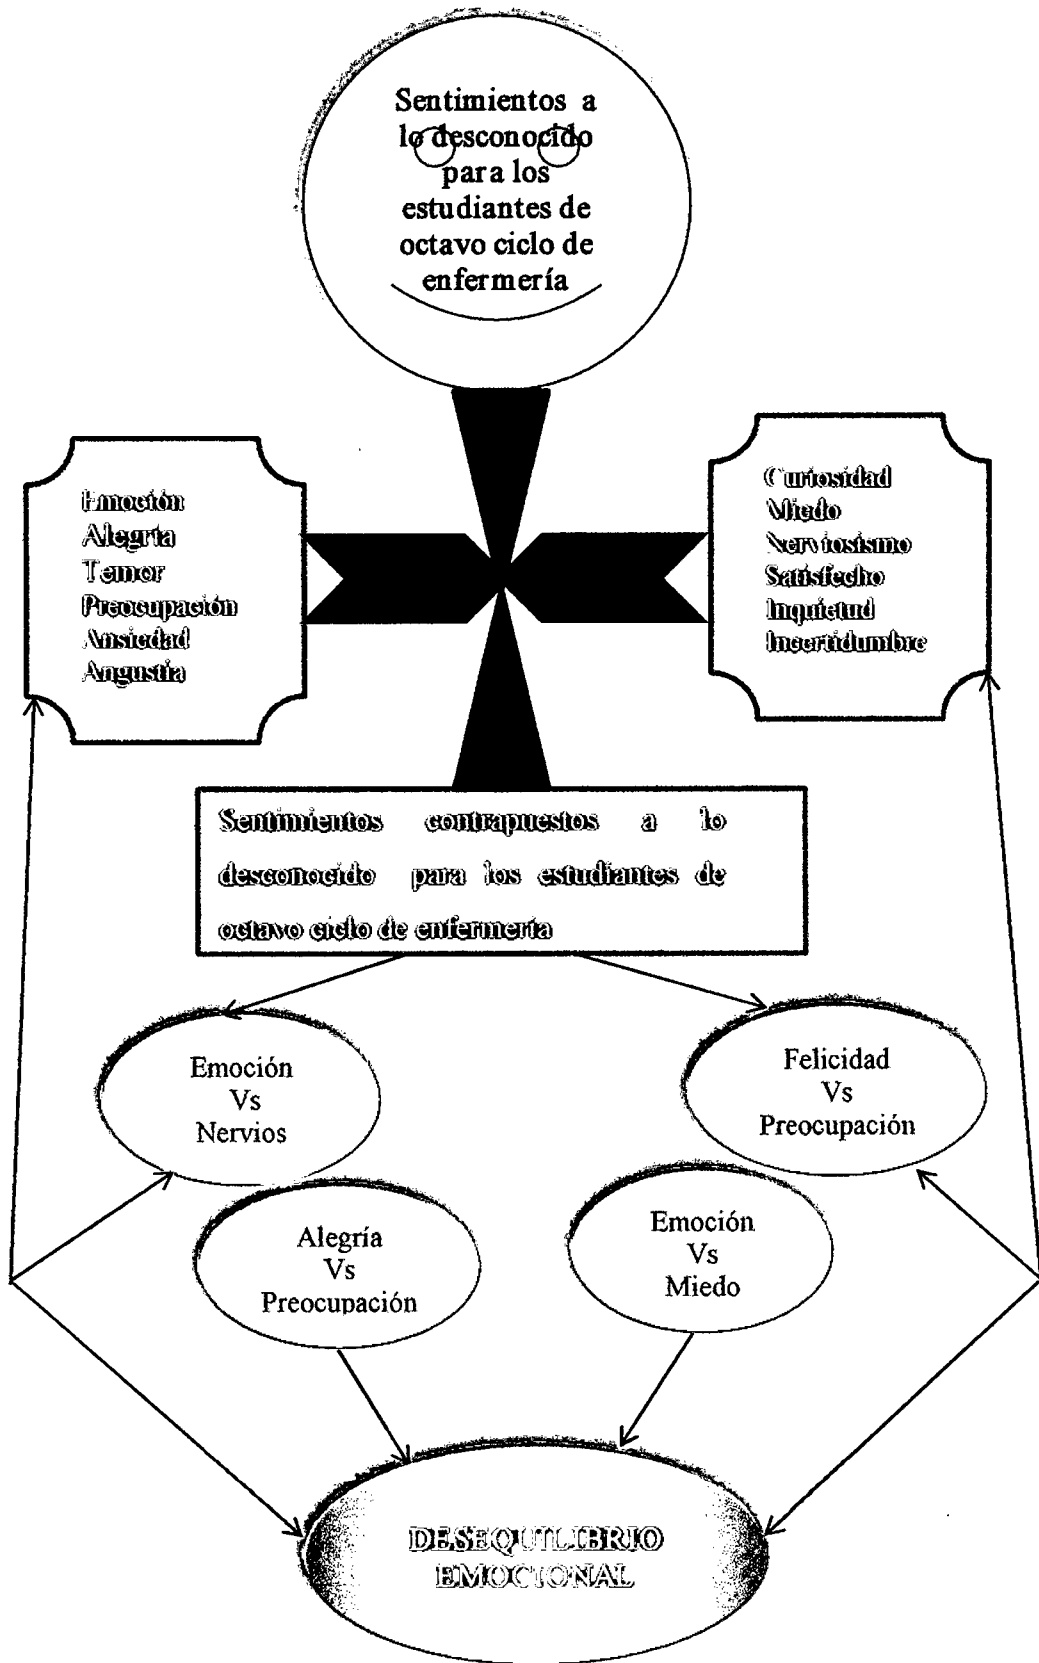 Sentimientos a
lo desconocido
para los
estudiantes de
octavo ciclo de
enfermería
Emoción
Alegría
Temor
Preocupación
Ansiedad
Angustia
Curiosidad
Miedo
Nerviosismo
Satisfecho
Inquietud
Incertidumbre
Sentimientos contrapuestos a lo
desconocido para los estudiantes de
octavo ciclo de enfermería
Emoción
Vs
Nervios
Felicidad
Vs
Preocupación
Alegría
Vs
Preocupación
Emoción
Vs
Miedo
DESEQUILIBRIO
EMOCIONAL